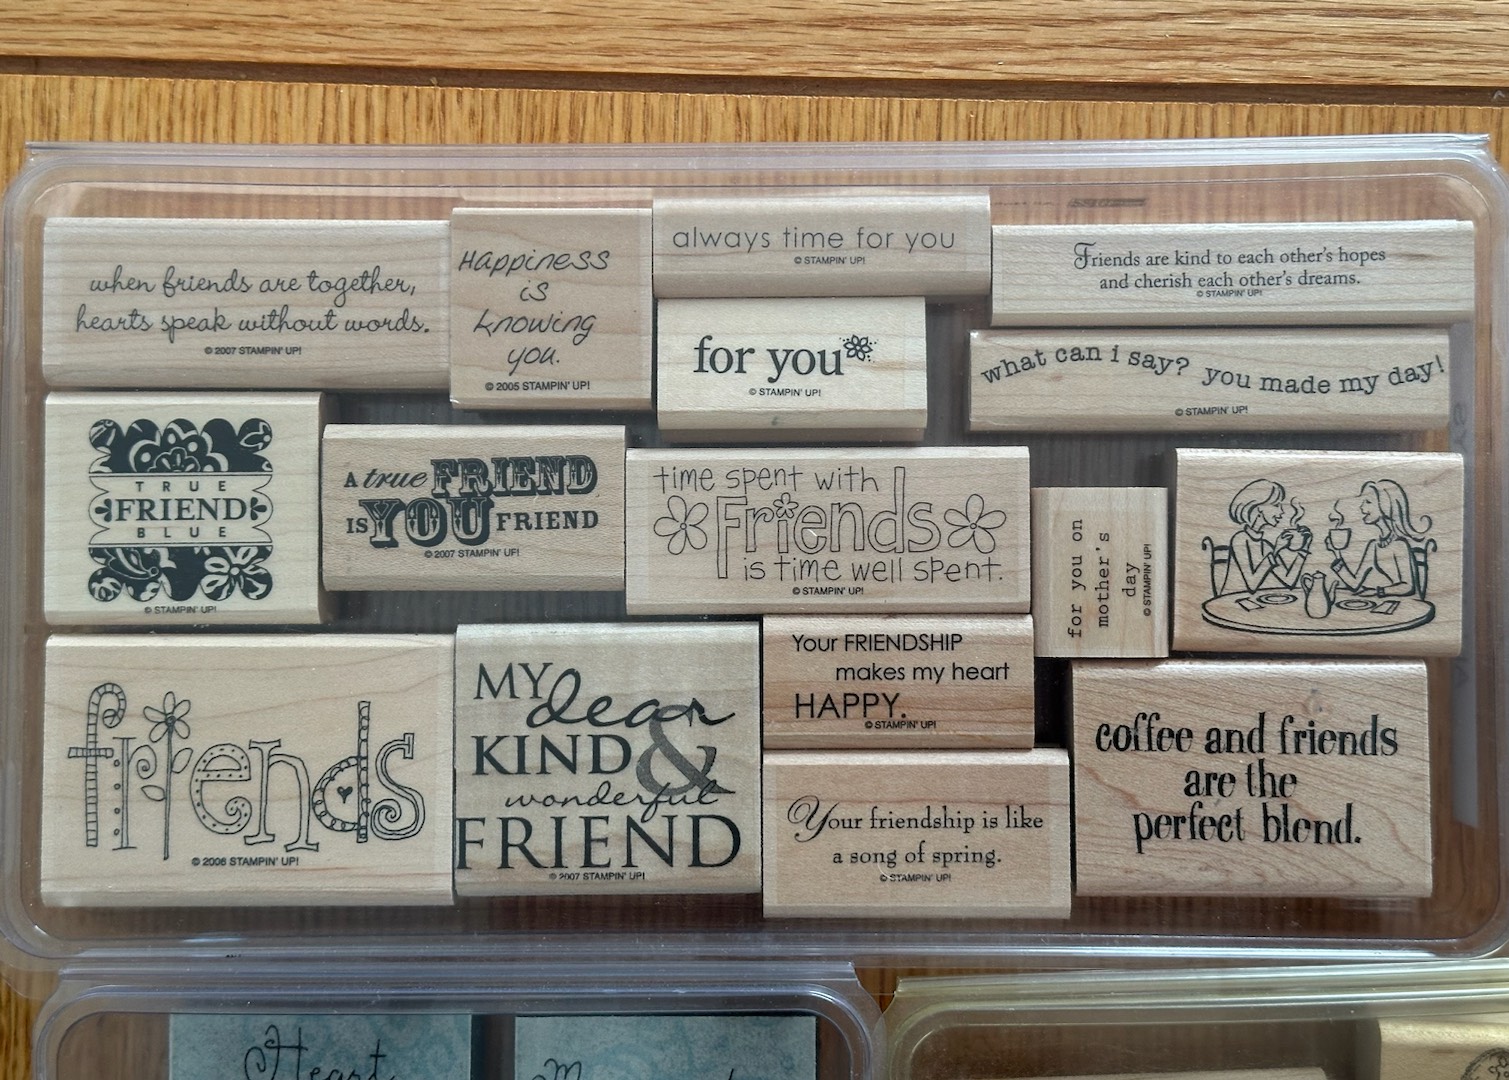 when friends are together,
hearts speak without words.
© 2007 STAMPIN' UP!
Happiness
is
knowing
you.
© 2005 STAMPIN' UP!
always time for you
© STAMPIN' UP!
for you
© STAMPIN' UP!
Friends are kind to each other's hopes
and cherish each other's dreams.
© STAMPIN' UP!
what can i say? you made my day!
© STAMPIN' UP!
TRUE
FRIEND
BLUE
© STAMPIN' UP!
A true FRIEND
IS YOU FRIEND
© 2007 STAMPIN' UP!
time spent with
Friends
is time well spent.
© STAMPIN' UP!
for you on
mother's
day
© STAMPIN' UP!
friends
© 2006 STAMPIN' UP!
MY dear
KIND &
wonderful
FRIEND
© 2007 STAMPIN' UP!
Your FRIENDSHIP
makes my heart
HAPPY.
© STAMPIN' UP!
Your friendship is like
a song of spring.
© STAMPIN' UP!
coffee and friends
are the
perfect blend.
Heart